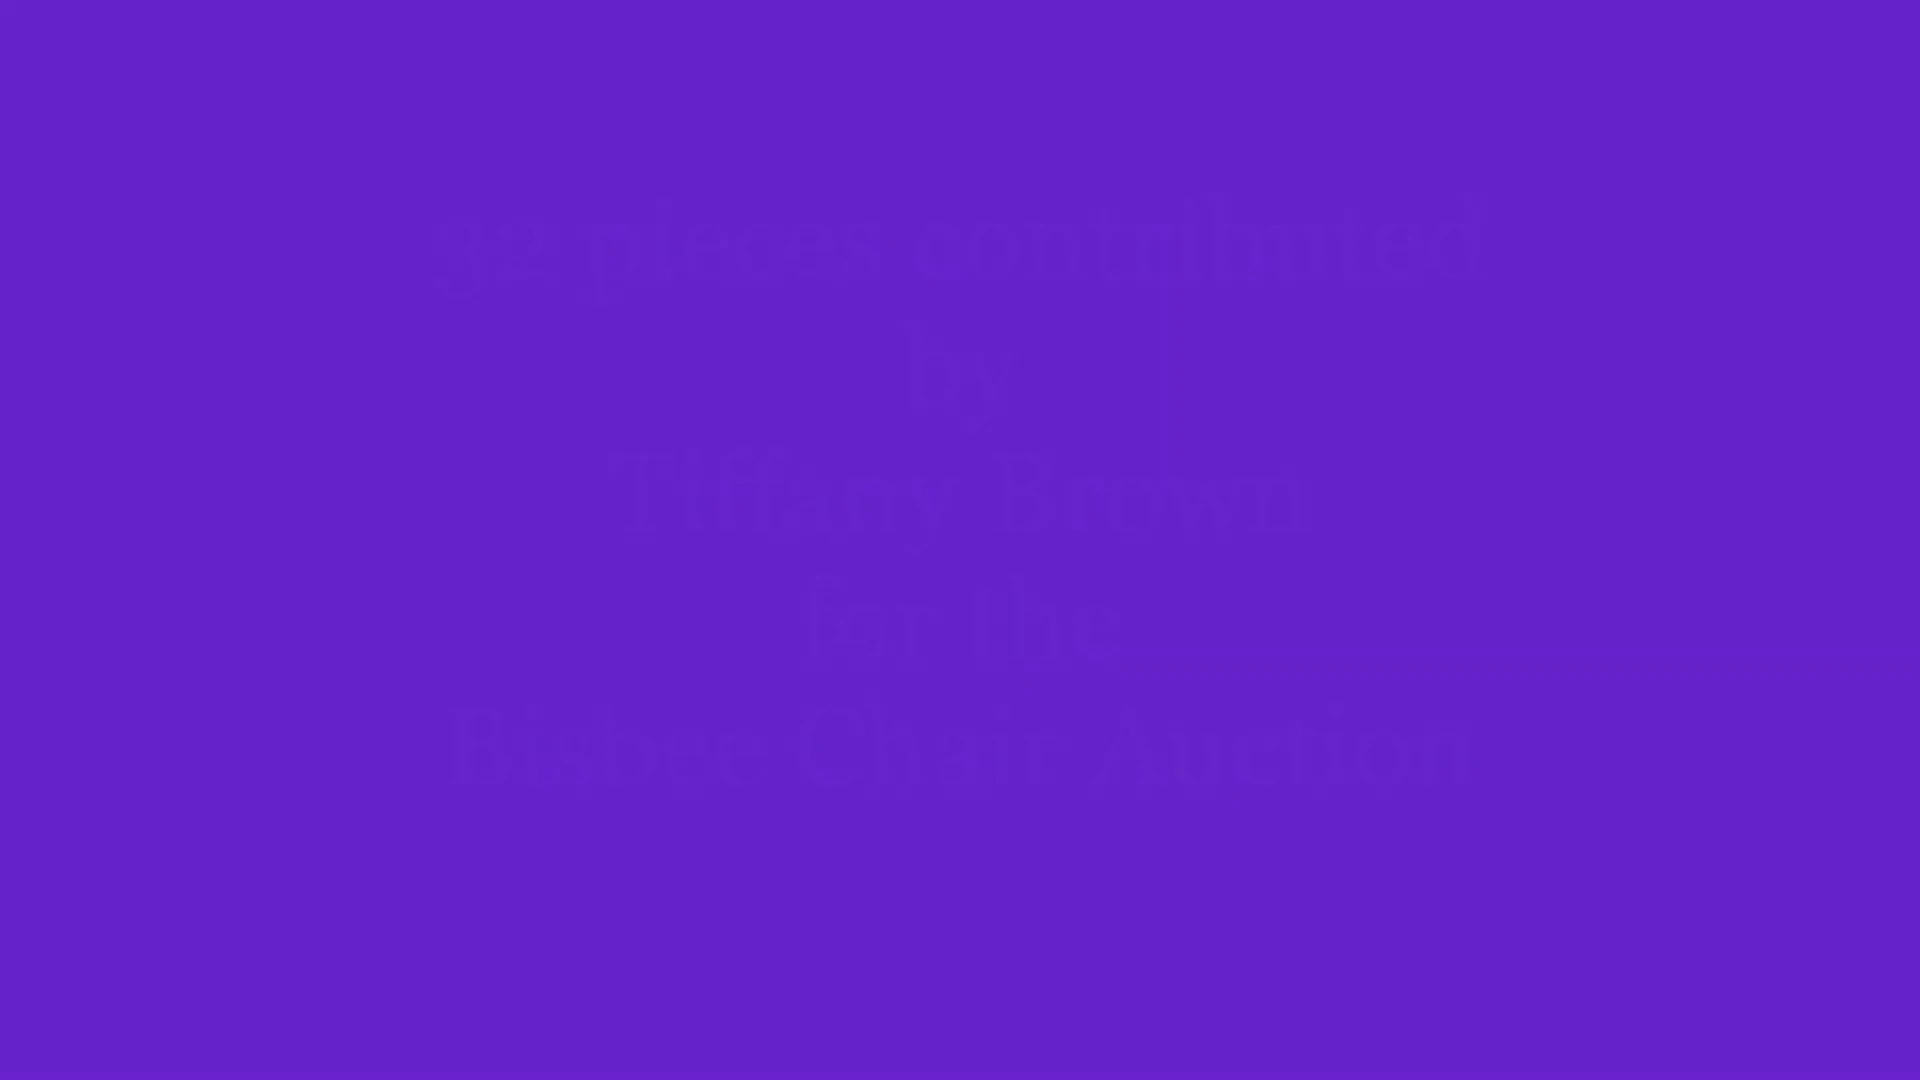 32 pieces contributed
by
Tiffany Brown
for the
Bisbee Chair Auction